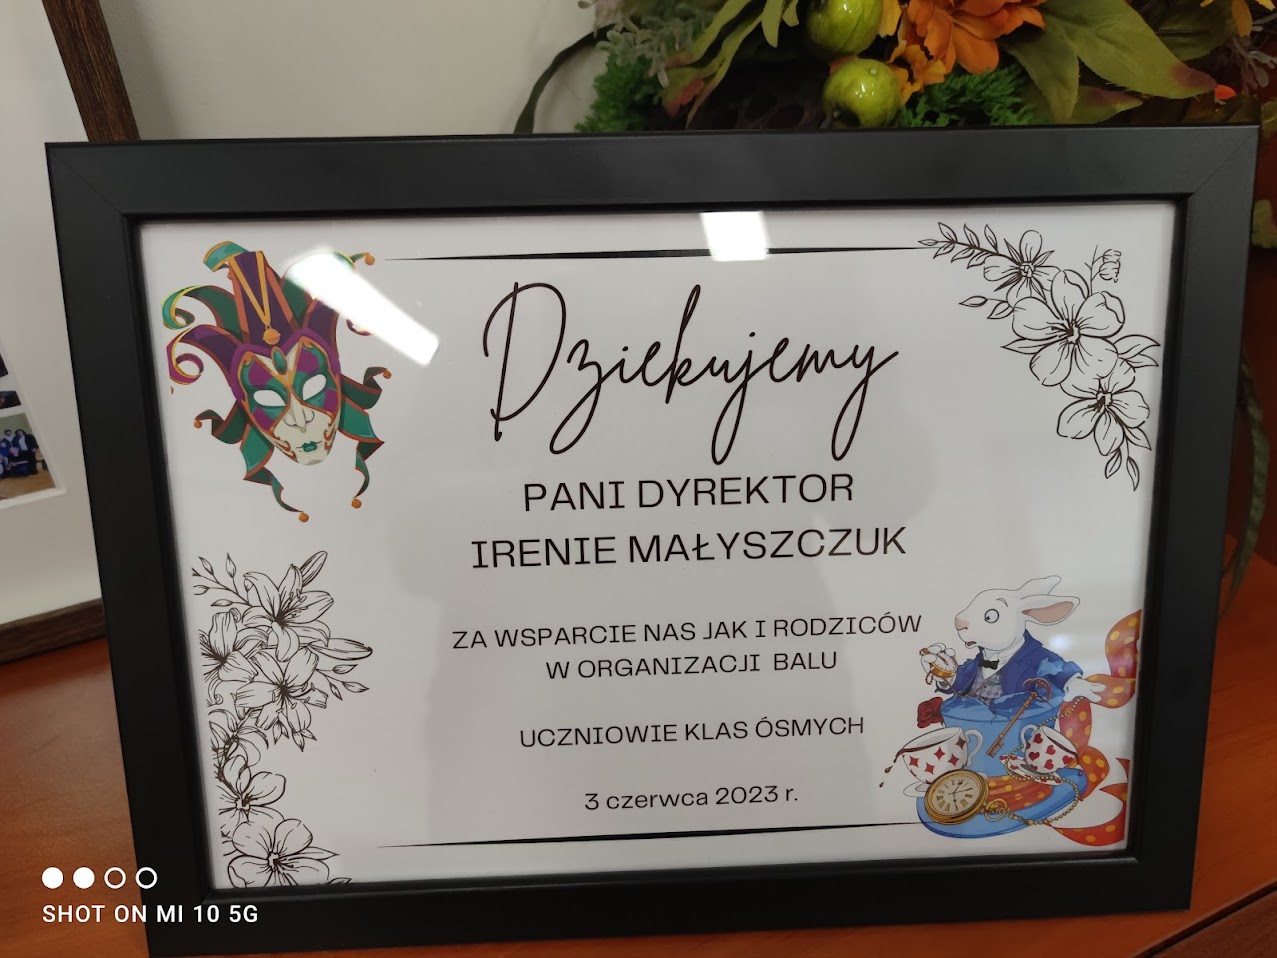 Dziekujemy
PANI DYREKTOR
IRENIE MAŁYSZCZUK
ZA WSPARCIE NAS JAK I RODZICÓW
W ORGANIZACJI BALU
UCZNIOWIE KLAS ÓSMYCH
3 czerwca 2023 r.
SHOT ON MI 10 5G